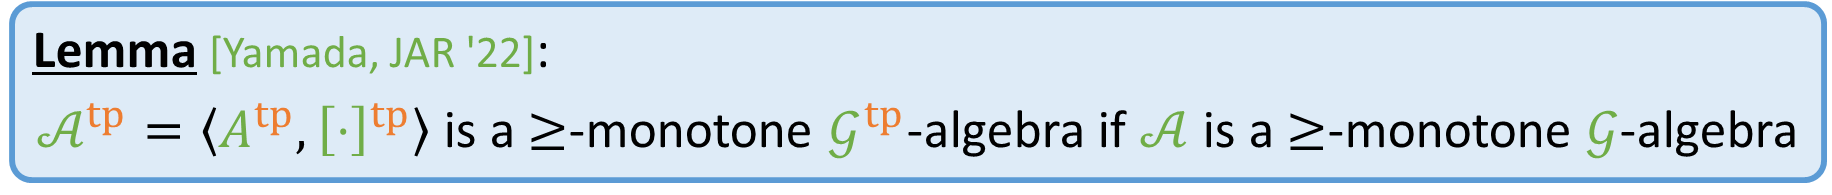 Lemma [Yamada, JAR '22]:
𝒜^tp = ⟨A^tp, [·]^tp⟩ is a ≥-monotone 𝒢^tp-algebra if 𝒜 is a ≥-monotone 𝒢-algebra